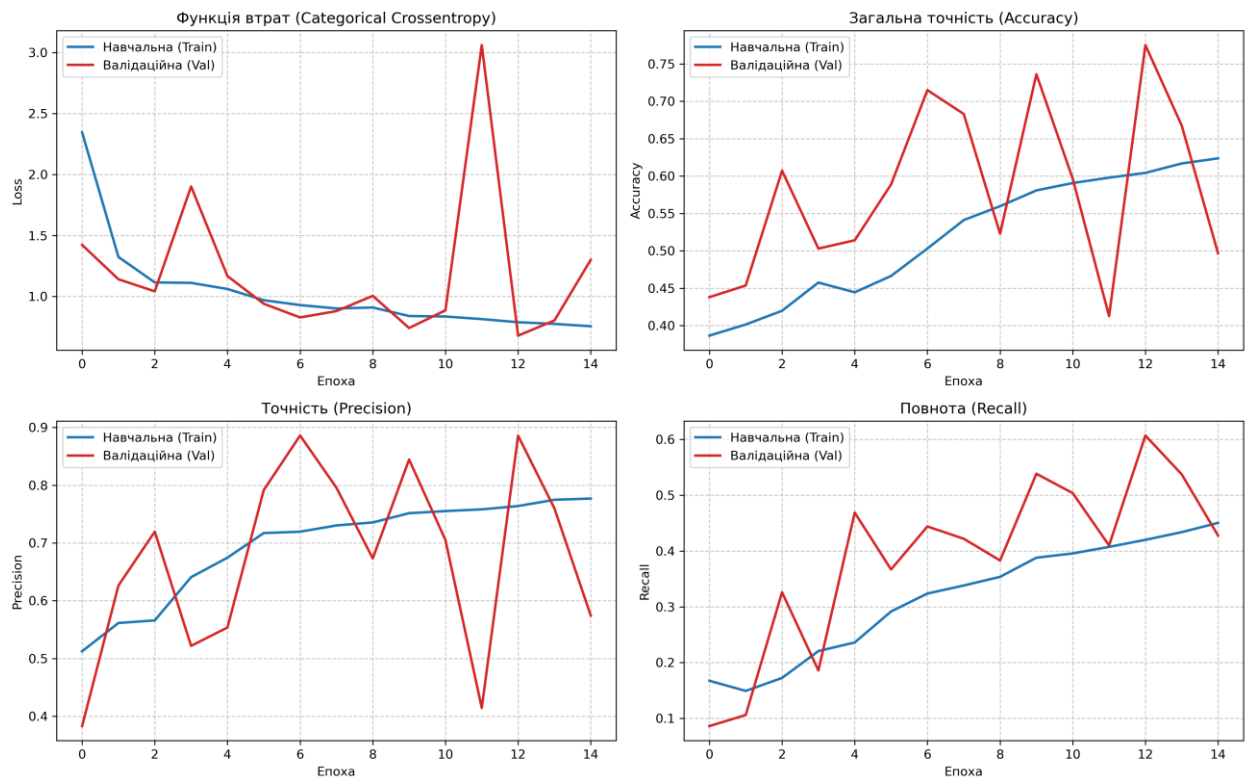 Функція втрат (Categorical Crossentropy)
Навчальна (Train)
Валідаційна (Val)
3.0
2.5
2.0
1.5
1.0
Loss
0 2 4 6 8 10 12 14
Епоха
Загальна точність (Accuracy)
Навчальна (Train)
Валідаційна (Val)
0.75
0.70
0.65
0.60
0.55
0.50
0.45
0.40
Accuracy
0 2 4 6 8 10 12 14
Епоха
Точність (Precision)
Навчальна (Train)
Валідаційна (Val)
0.9
0.8
0.7
0.6
0.5
0.4
Precision
0 2 4 6 8 10 12 14
Епоха
Повнота (Recall)
Навчальна (Train)
Валідаційна (Val)
0.6
0.5
0.4
0.3
0.2
0.1
Recall
0 2 4 6 8 10 12 14
Епоха